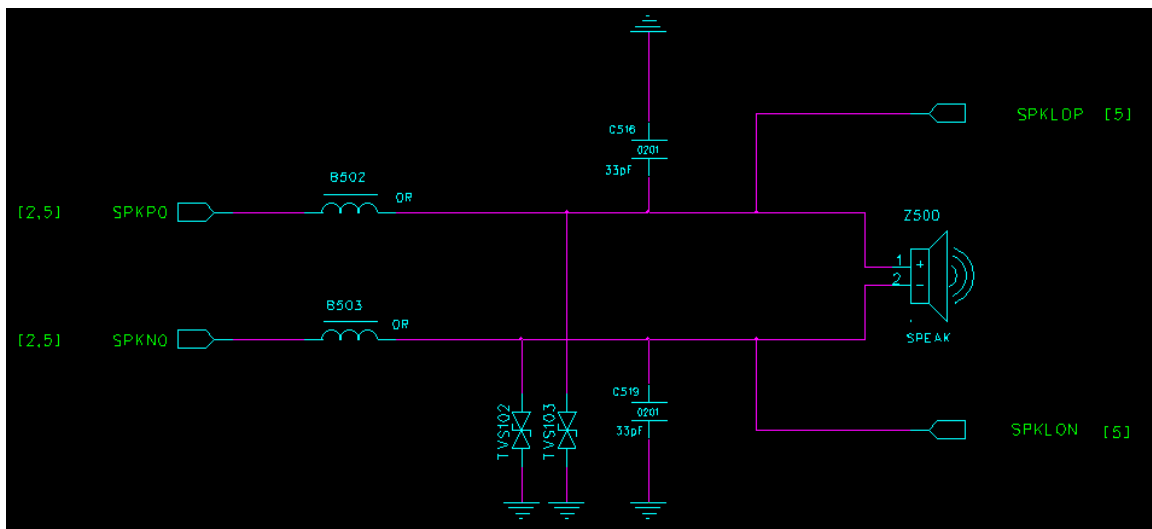 C516
0201
33pF
SPKLOP [5]
B502
0R
[2,5] SPKPO
Z500
1 +
2 -
SPEAK
B503
0R
[2,5] SPKNO
TVS102
TVS103
C519
0201
33pF
SPKLON [5]